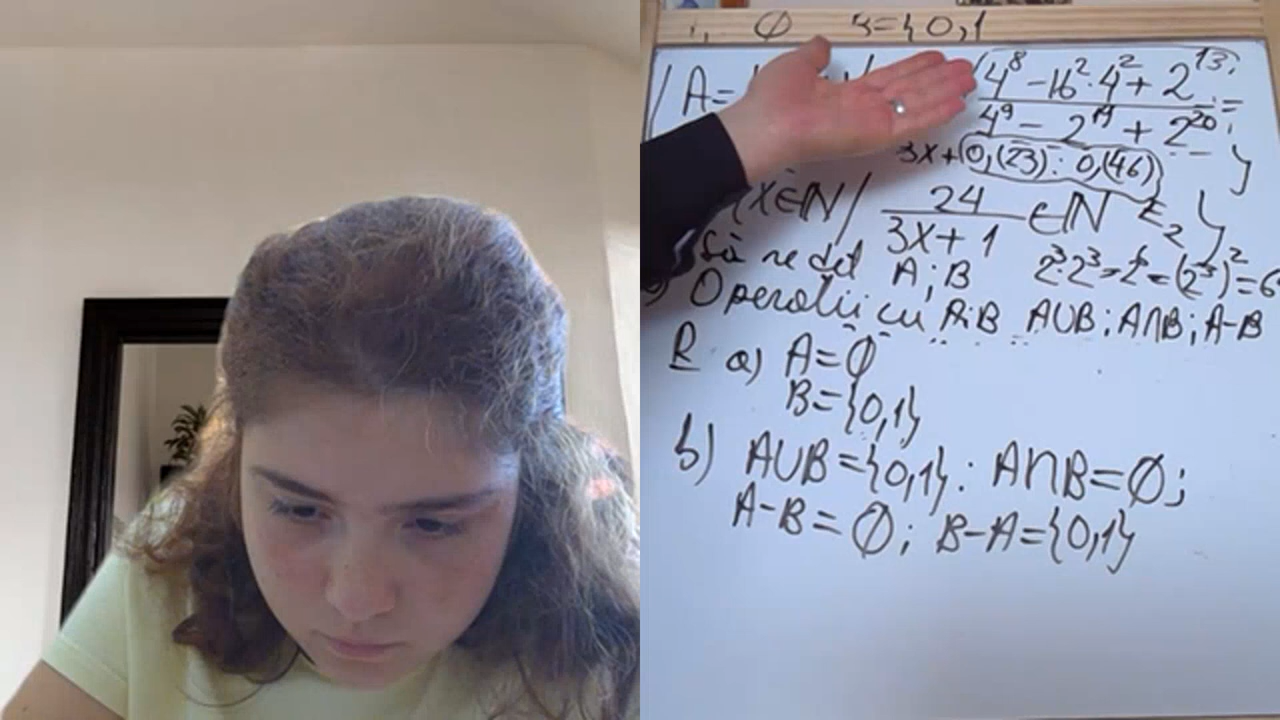 ∅ B={0,1
A= 4⁸ - 16²·4² + 2¹³ ; =
4⁹ - 2¹⁹ + 2²⁰ ;
3x+(0,(23) : 0,(46) }
{x∈ℕ / 24 / 3x+1 ∈ℕ }
Să se det A;B 2³·2³=2⁶=(2³)²=6
Operații cu A;B A∪B; A∩B; A-B
R a) A=∅
B={0,1}
b) A∪B={0,1}: A∩B=∅;
A-B=∅; B-A={0,1}